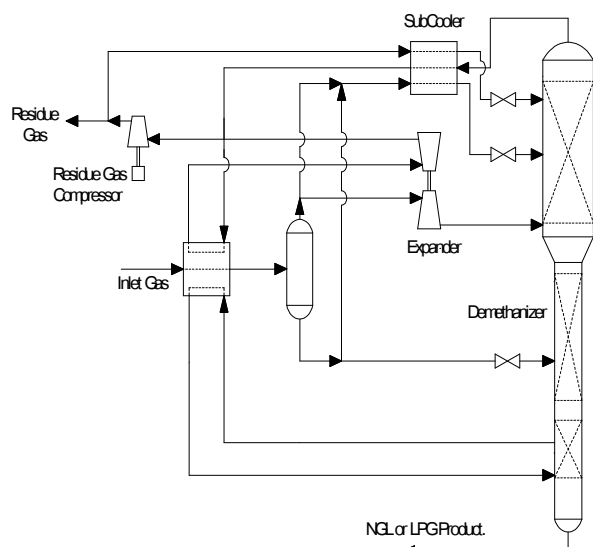 SubCooler
Residue
Gas
Residue Gas
Compressor
Expander
Inlet Gas
Demethanizer
NGL or LPG Product.